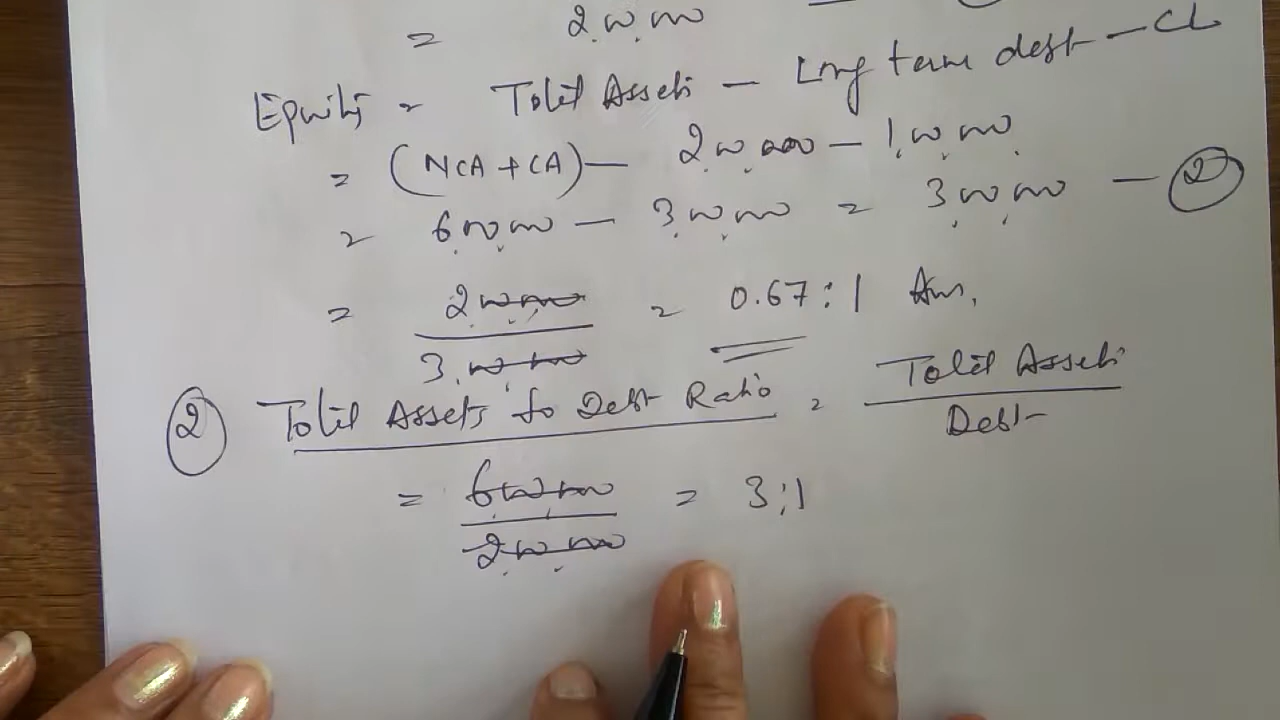 = 2,00,000
Equity = Total Assets — Long term debt — CL
= (NCA + CA) — 2,00,000 — 1,00,000
= 6,00,000 — 3,00,000 = 3,00,000 — (2)
= 2,00,000 / 3,00,000 = 0.67 : 1 Ans.
(2) Total Assets to Debt Ratio = Total Assets / Debt
= 6,00,000 / 2,00,000 = 3:1